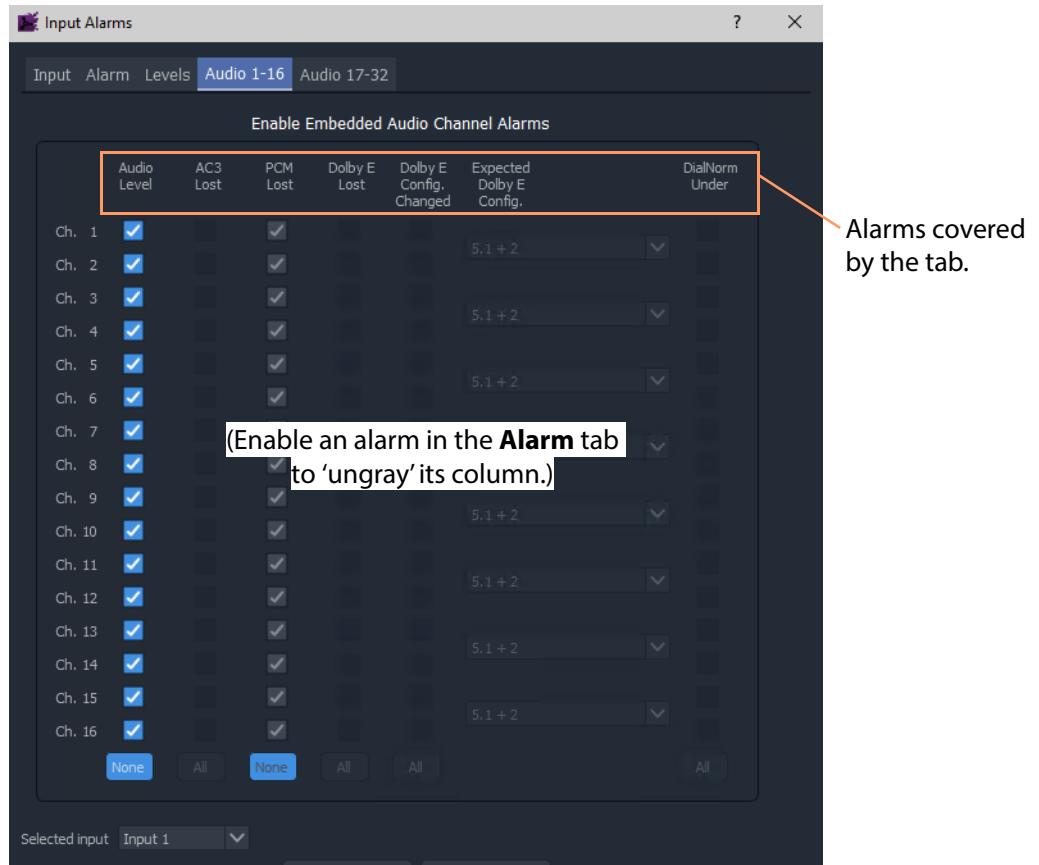 Input Alarms ? ×
Input Alarm Levels Audio 1-16 Audio 17-32
Enable Embedded Audio Channel Alarms
Audio Level AC3 Lost PCM Lost Dolby E Lost Dolby E Config. Changed Expected Dolby E Config. DialNorm Under
Alarms covered
by the tab.
Ch. 1
5.1 + 2
Ch. 2
Ch. 3
5.1 + 2
Ch. 4
Ch. 5
5.1 + 2
Ch. 6
Ch. 7
(Enable an alarm in the Alarm tab
to ‘ungray’ its column.)
Ch. 8
Ch. 9
5.1 + 2
Ch. 10
Ch. 11
5.1 + 2
Ch. 12
Ch. 13
5.1 + 2
Ch. 14
Ch. 15
5.1 + 2
Ch. 16
None All None All All All
Selected input Input 1